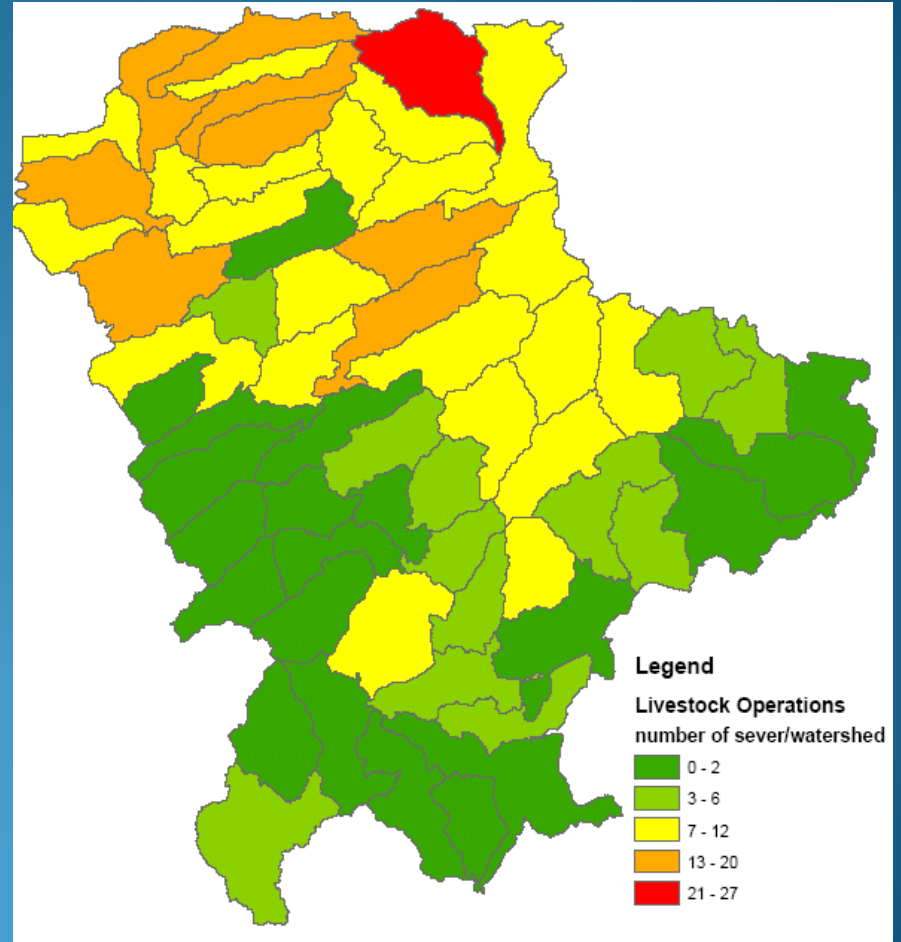 Legend
Livestock Operations
number of sever/watershed
0 - 2
3 - 6
7 - 12
13 - 20
21 - 27